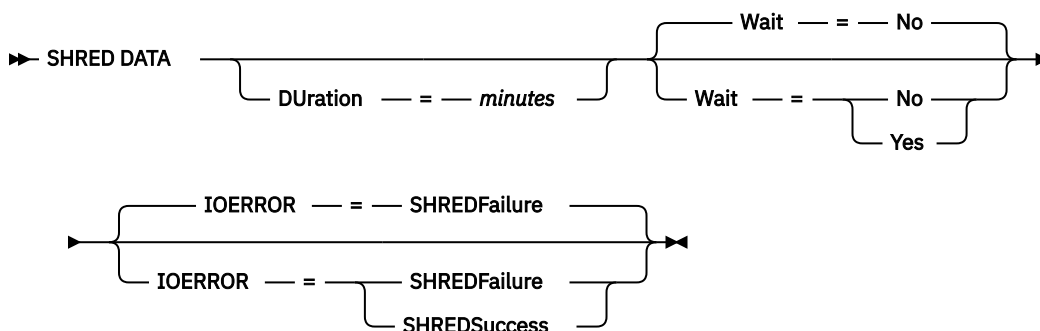 Wait = No
SHRED DATA
DUration = minutes
Wait = No
Yes
IOERROR = SHREDFailure
IOERROR = SHREDFailure
SHREDSuccess